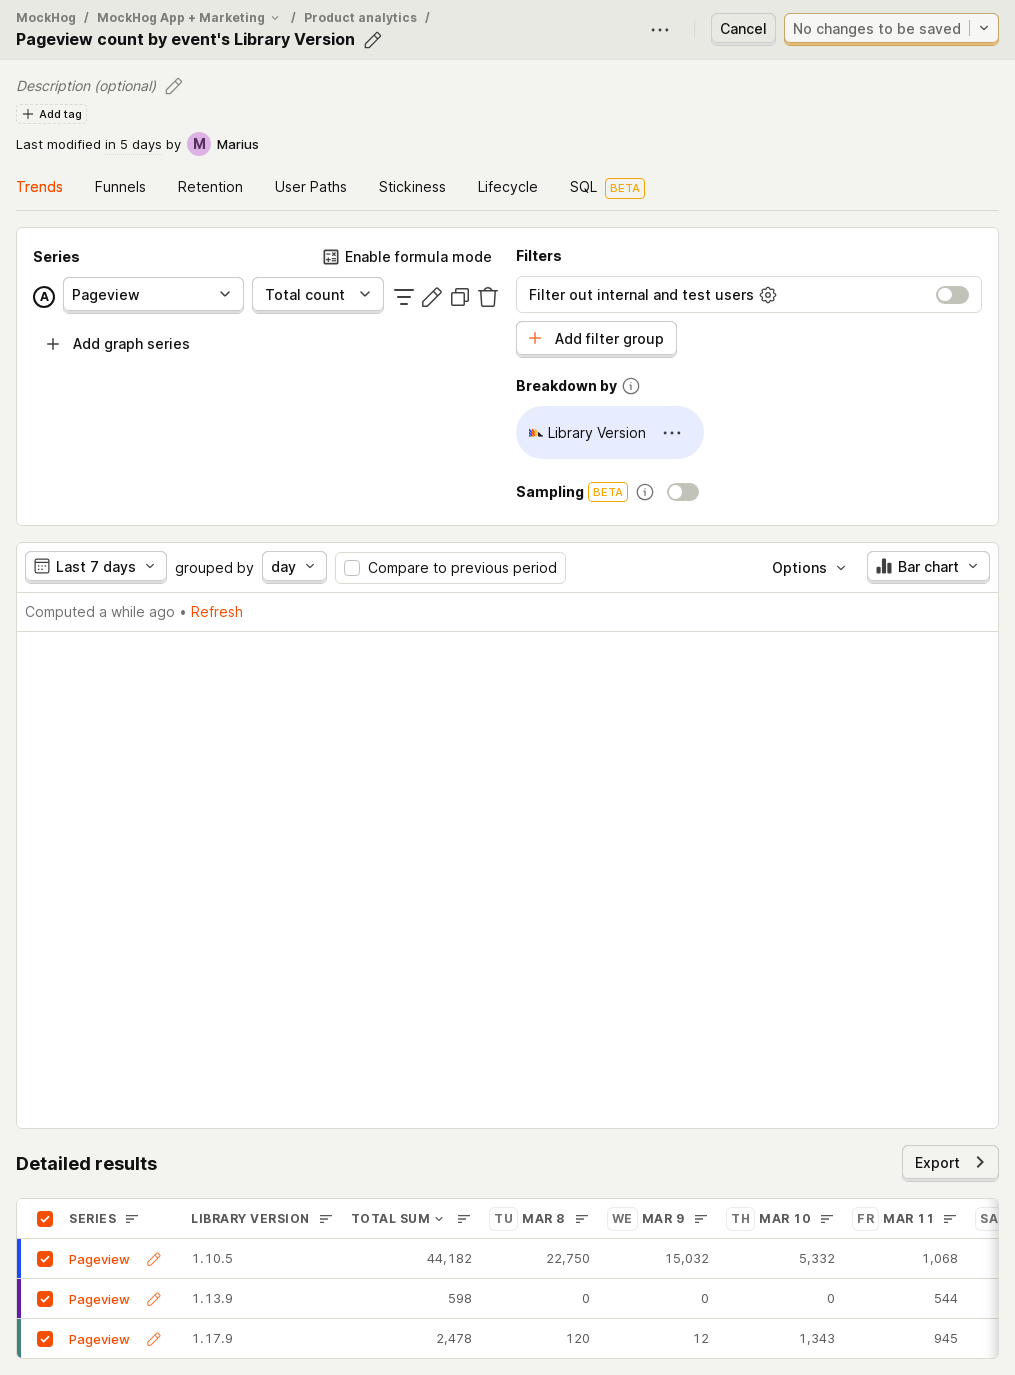 MockHog / MockHog App + Marketing / Product analytics /
Pageview count by event's Library Version
Cancel
No changes to be saved
Description (optional)
Add tag
Last modified in 5 days by M Marius
Trends Funnels Retention User Paths Stickiness Lifecycle SQL BETA
Series
Enable formula mode
A Pageview Total count
Add graph series
Filters
Filter out internal and test users
Add filter group
Breakdown by
Library Version
Sampling BETA
Last 7 days grouped by day Compare to previous period Options Bar chart
Computed a while ago • Refresh
Detailed results
Export
SERIES LIBRARY VERSION TOTAL SUM TU MAR 8 WE MAR 9 TH MAR 10 FR MAR 11 SA
Pageview 1.10.5 44,182 22,750 15,032 5,332 1,068
Pageview 1.13.9 598 0 0 0 544
Pageview 1.17.9 2,478 120 12 1,343 945